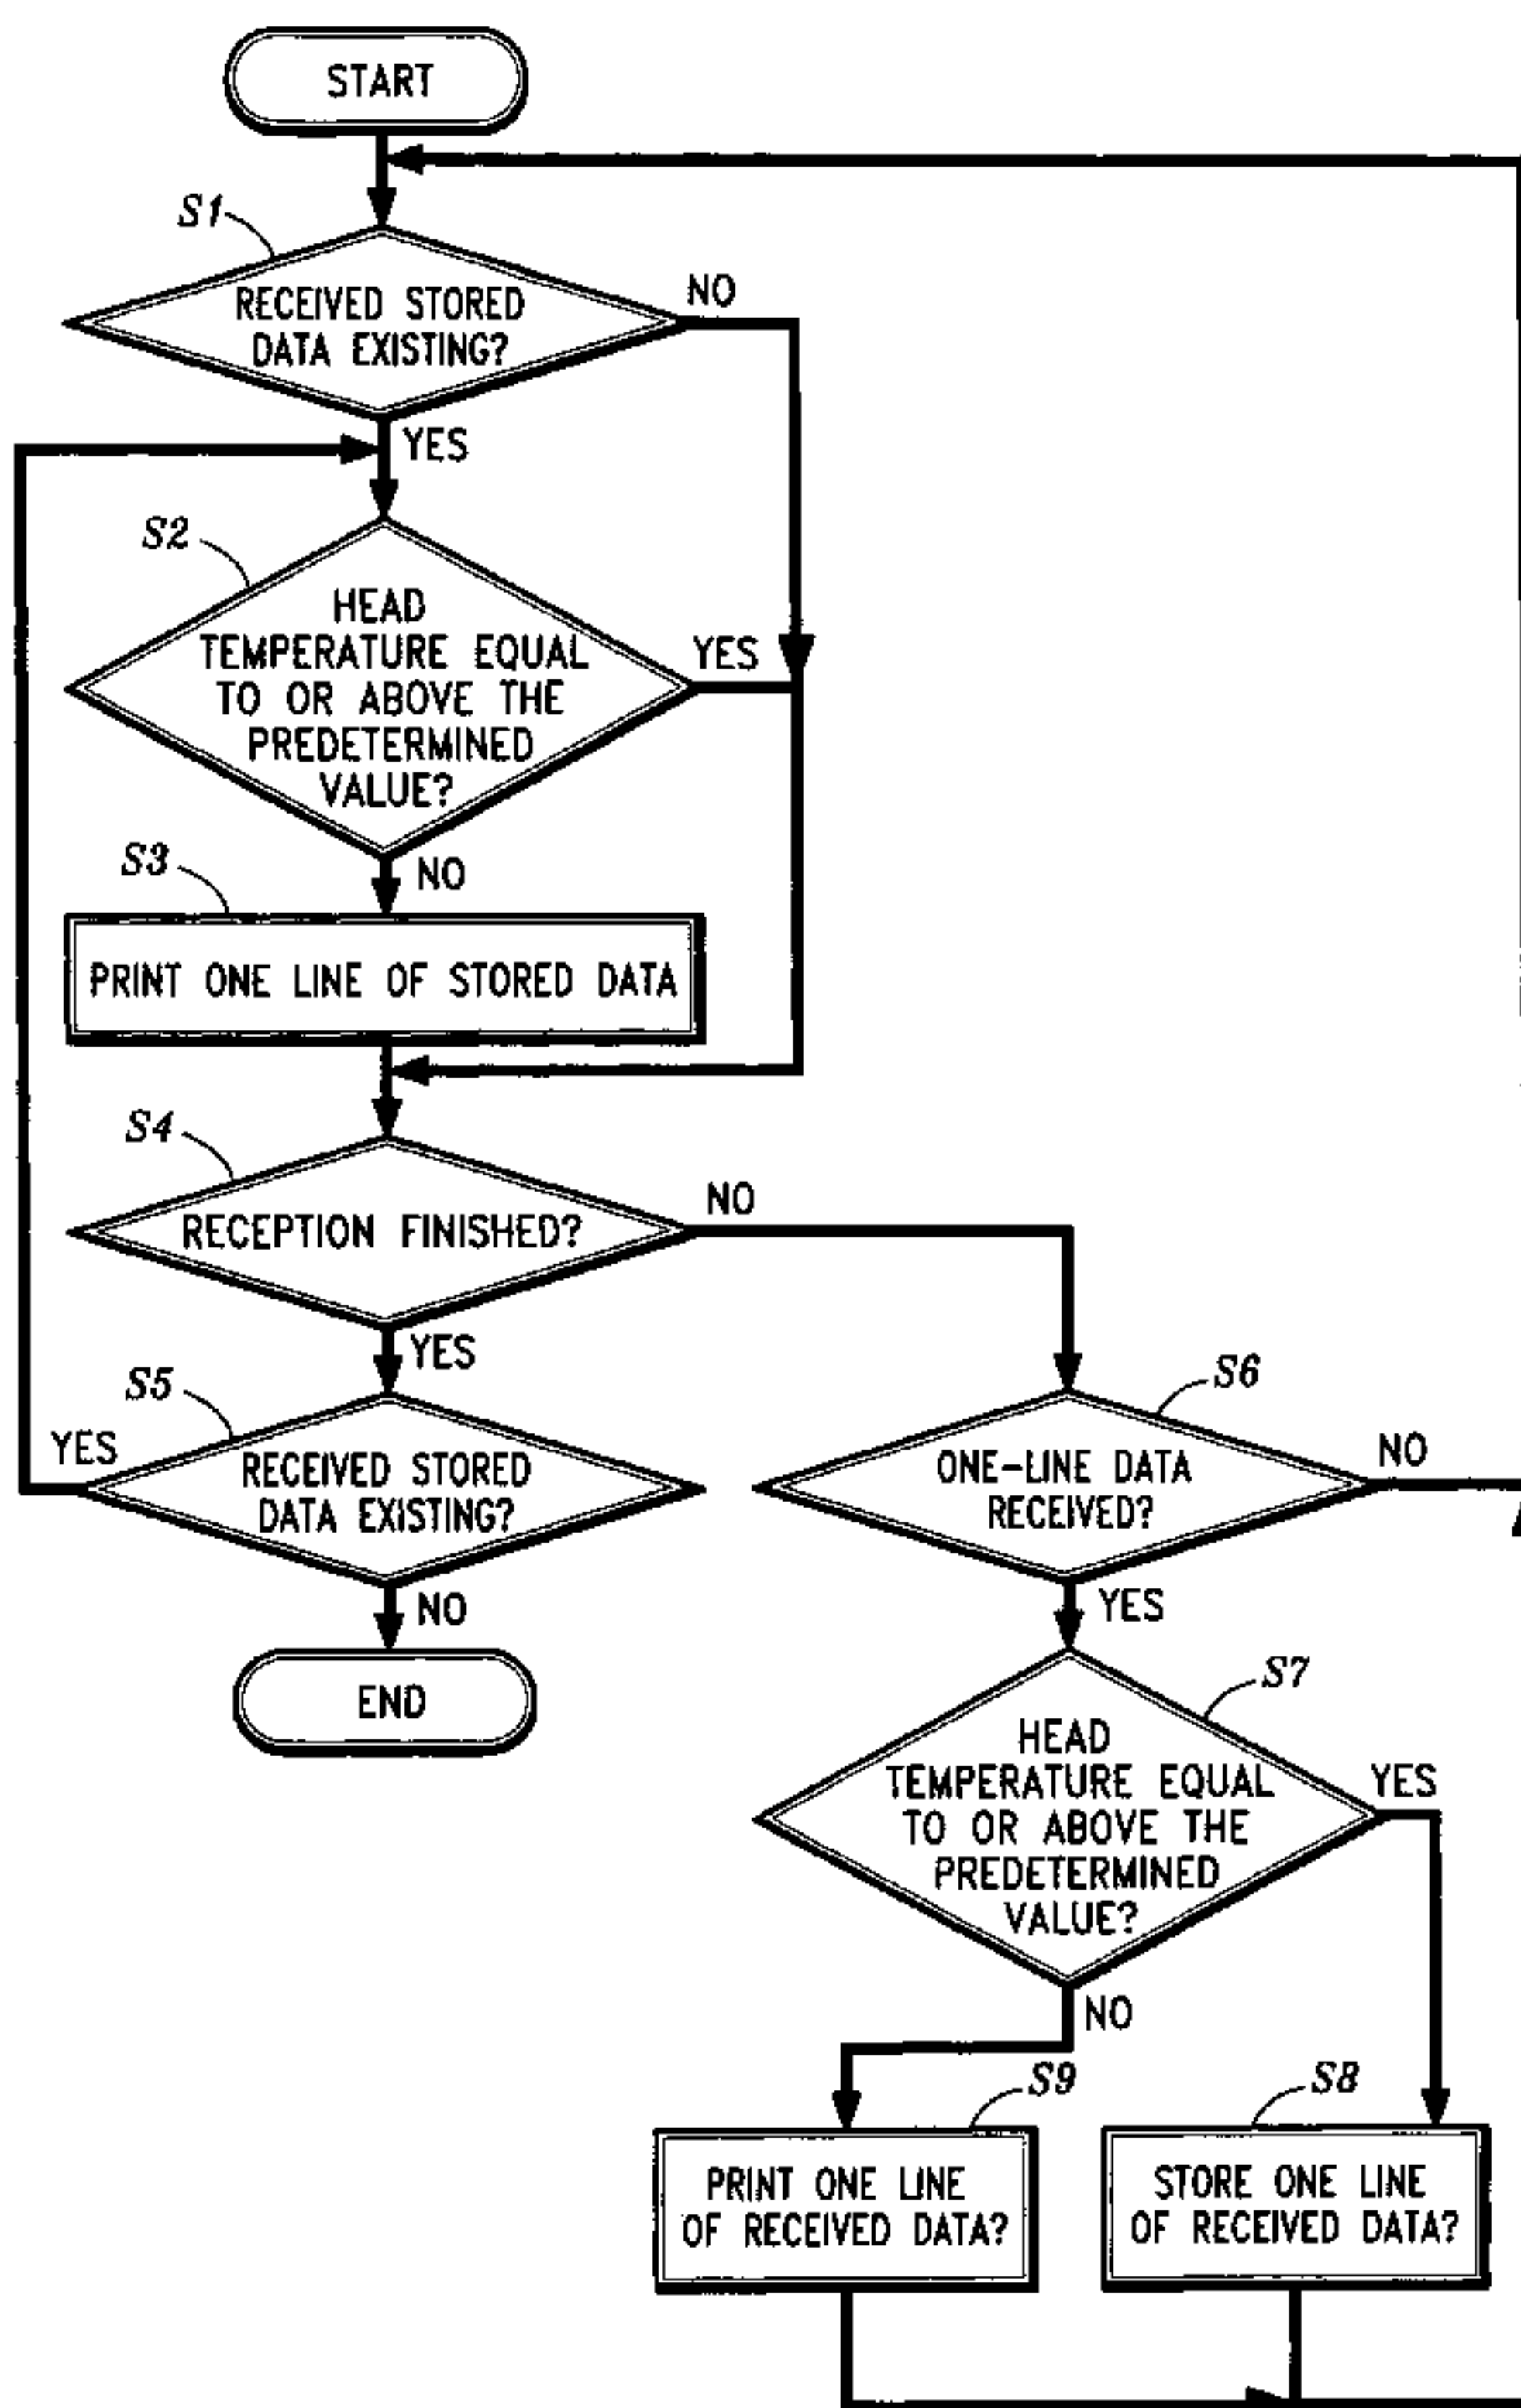 START
S1
RECEIVED STORED
DATA EXISTING?
NO
YES
S2
HEAD
TEMPERATURE EQUAL
TO OR ABOVE THE
PREDETERMINED
VALUE?
YES
NO
S3
PRINT ONE LINE OF STORED DATA
S4
RECEPTION FINISHED?
NO
YES
S5
RECEIVED STORED
DATA EXISTING?
YES
NO
END
S6
ONE-LINE DATA
RECEIVED?
NO
YES
S7
HEAD
TEMPERATURE EQUAL
TO OR ABOVE THE
PREDETERMINED
VALUE?
YES
NO
S9
PRINT ONE LINE
OF RECEIVED DATA?
S8
STORE ONE LINE
OF RECEIVED DATA?